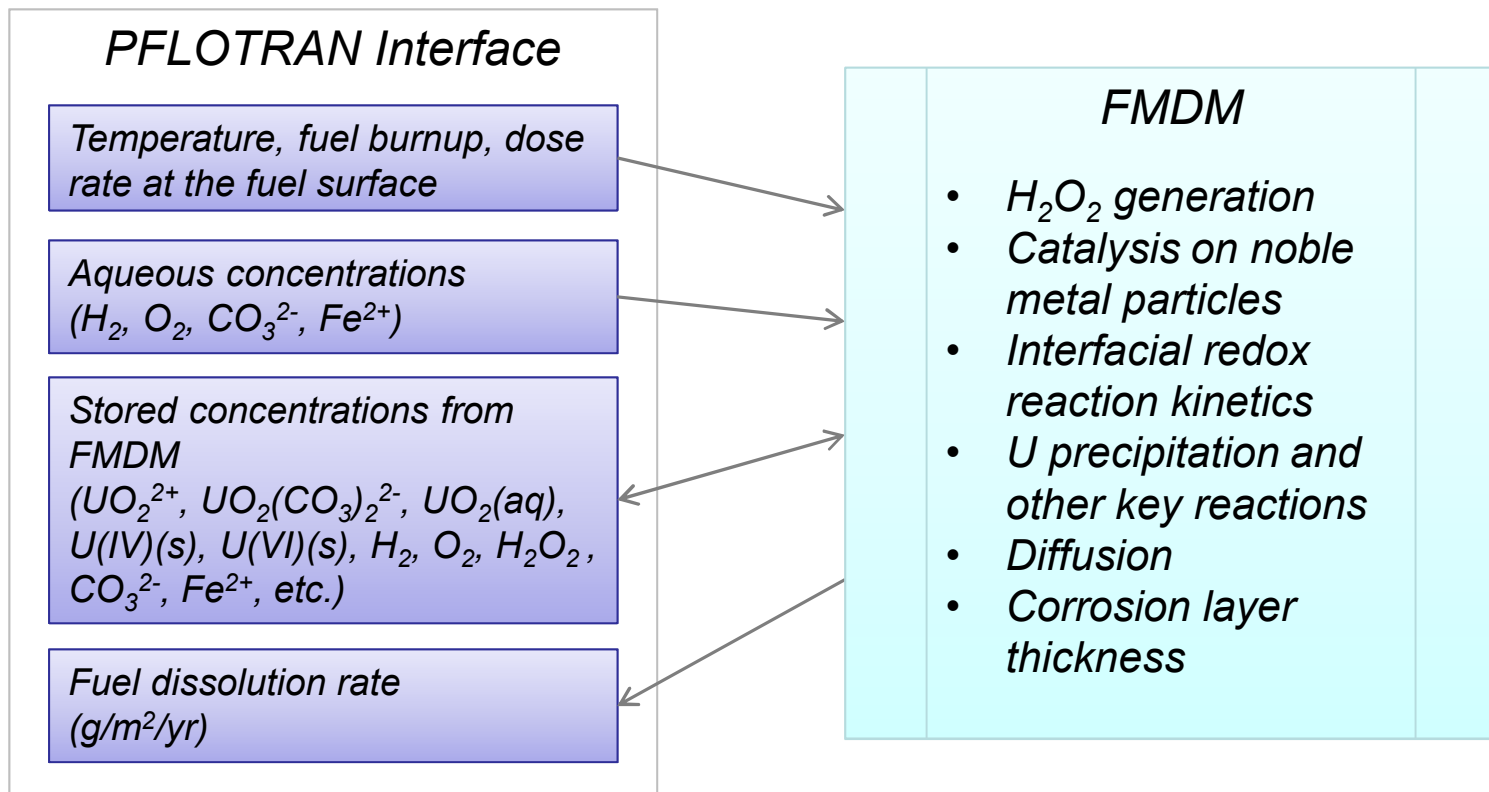 PFLOTRAN Interface
Temperature, fuel burnup, dose
rate at the fuel surface
Aqueous concentrations
(H₂, O₂, CO₃²⁻, Fe²⁺)
Stored concentrations from
FMDM
(UO₂²⁺, UO₂(CO₃)₂²⁻, UO₂(aq),
U(IV)(s), U(VI)(s), H₂, O₂, H₂O₂ ,
CO₃²⁻, Fe²⁺, etc.)
Fuel dissolution rate
(g/m²/yr)
FMDM
• H₂O₂ generation
• Catalysis on noble
metal particles
• Interfacial redox
reaction kinetics
• U precipitation and
other key reactions
• Diffusion
• Corrosion layer
thickness